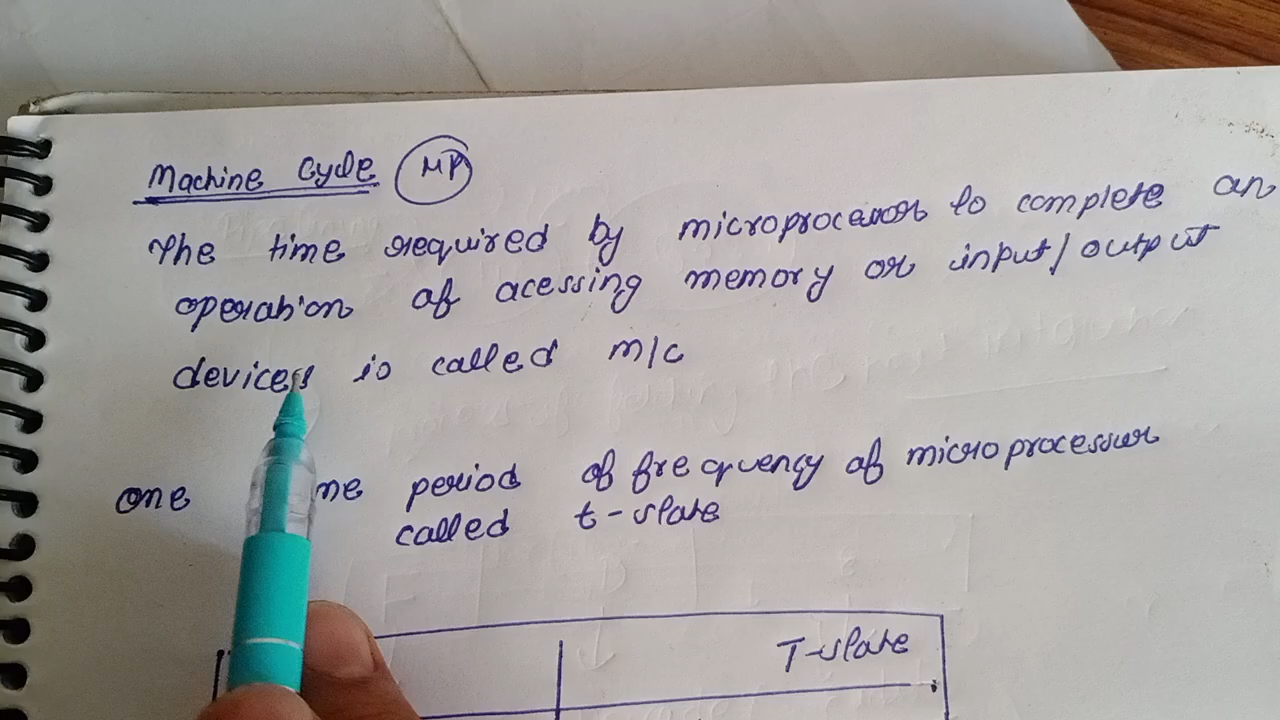 Machine Cycle MP
The time required by microprocessor to complete an
operation of acessing memory or input/output
devices is called m/c
one me period of frequency of microprocessur
called t-state
T-state